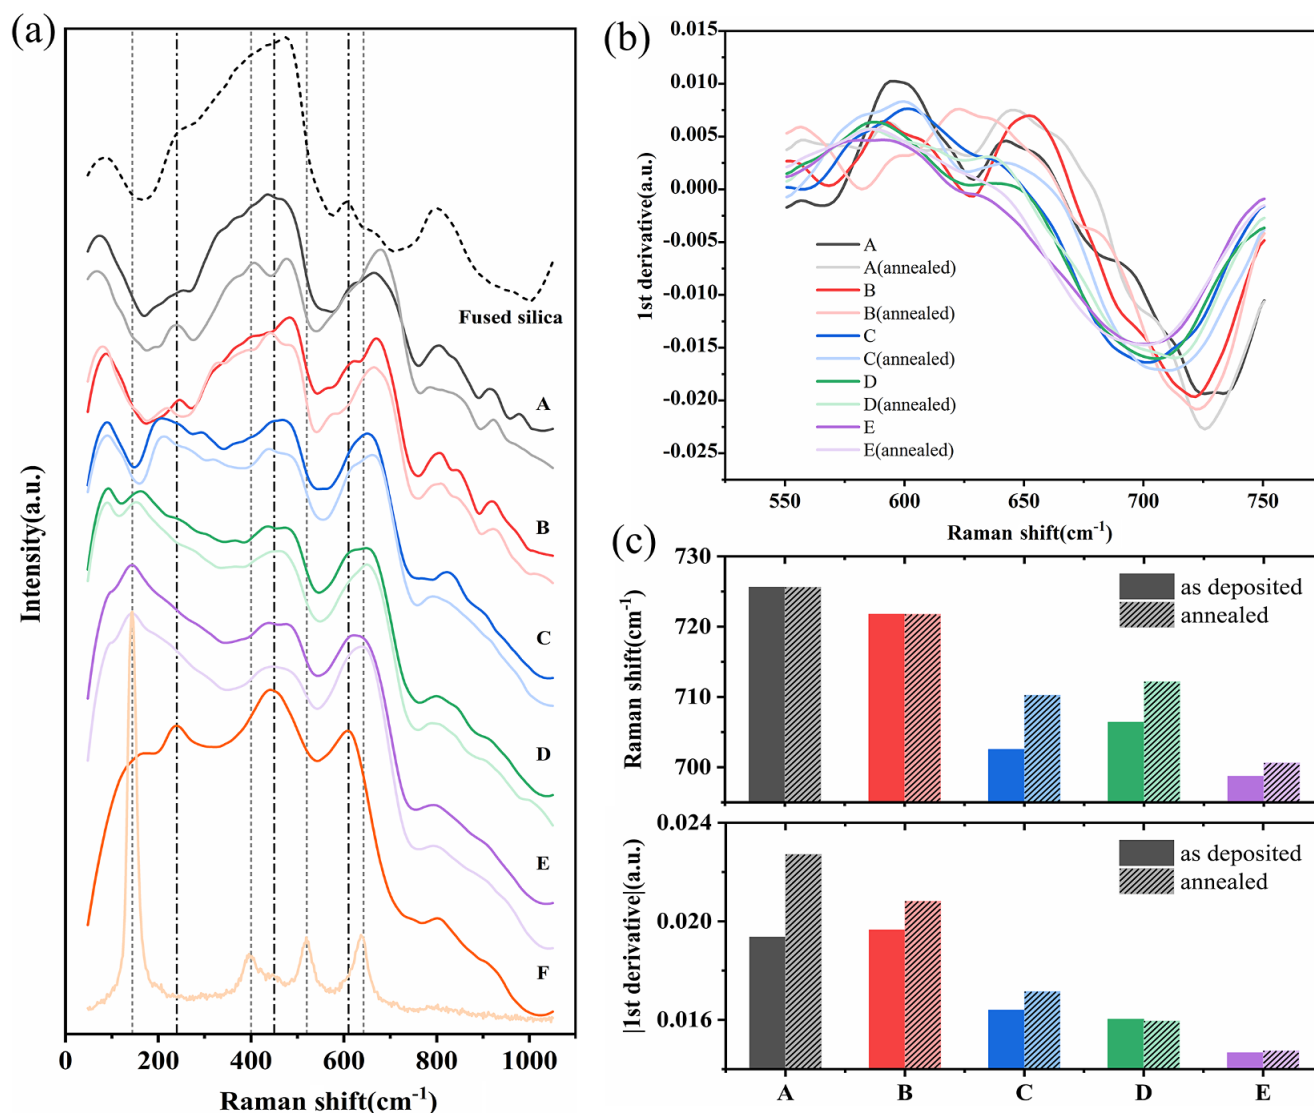 (a)
Intensity(a.u.)
Fused silica
A
B
C
D
E
F
0
200
400
600
800
1000
Raman shift(cm⁻¹)
(b)
1st derivative(a.u.)
0.015
0.010
0.005
0.000
-0.005
-0.010
-0.015
-0.020
-0.025
A
A(annealed)
B
B(annealed)
C
C(annealed)
D
D(annealed)
E
E(annealed)
550
600
650
700
750
Raman shift(cm⁻¹)
(c)
Raman shift(cm⁻¹)
730
720
710
700
as deposited
annealed
|1st derivative|(a.u.)
0.024
0.020
0.016
as deposited
annealed
A
B
C
D
E